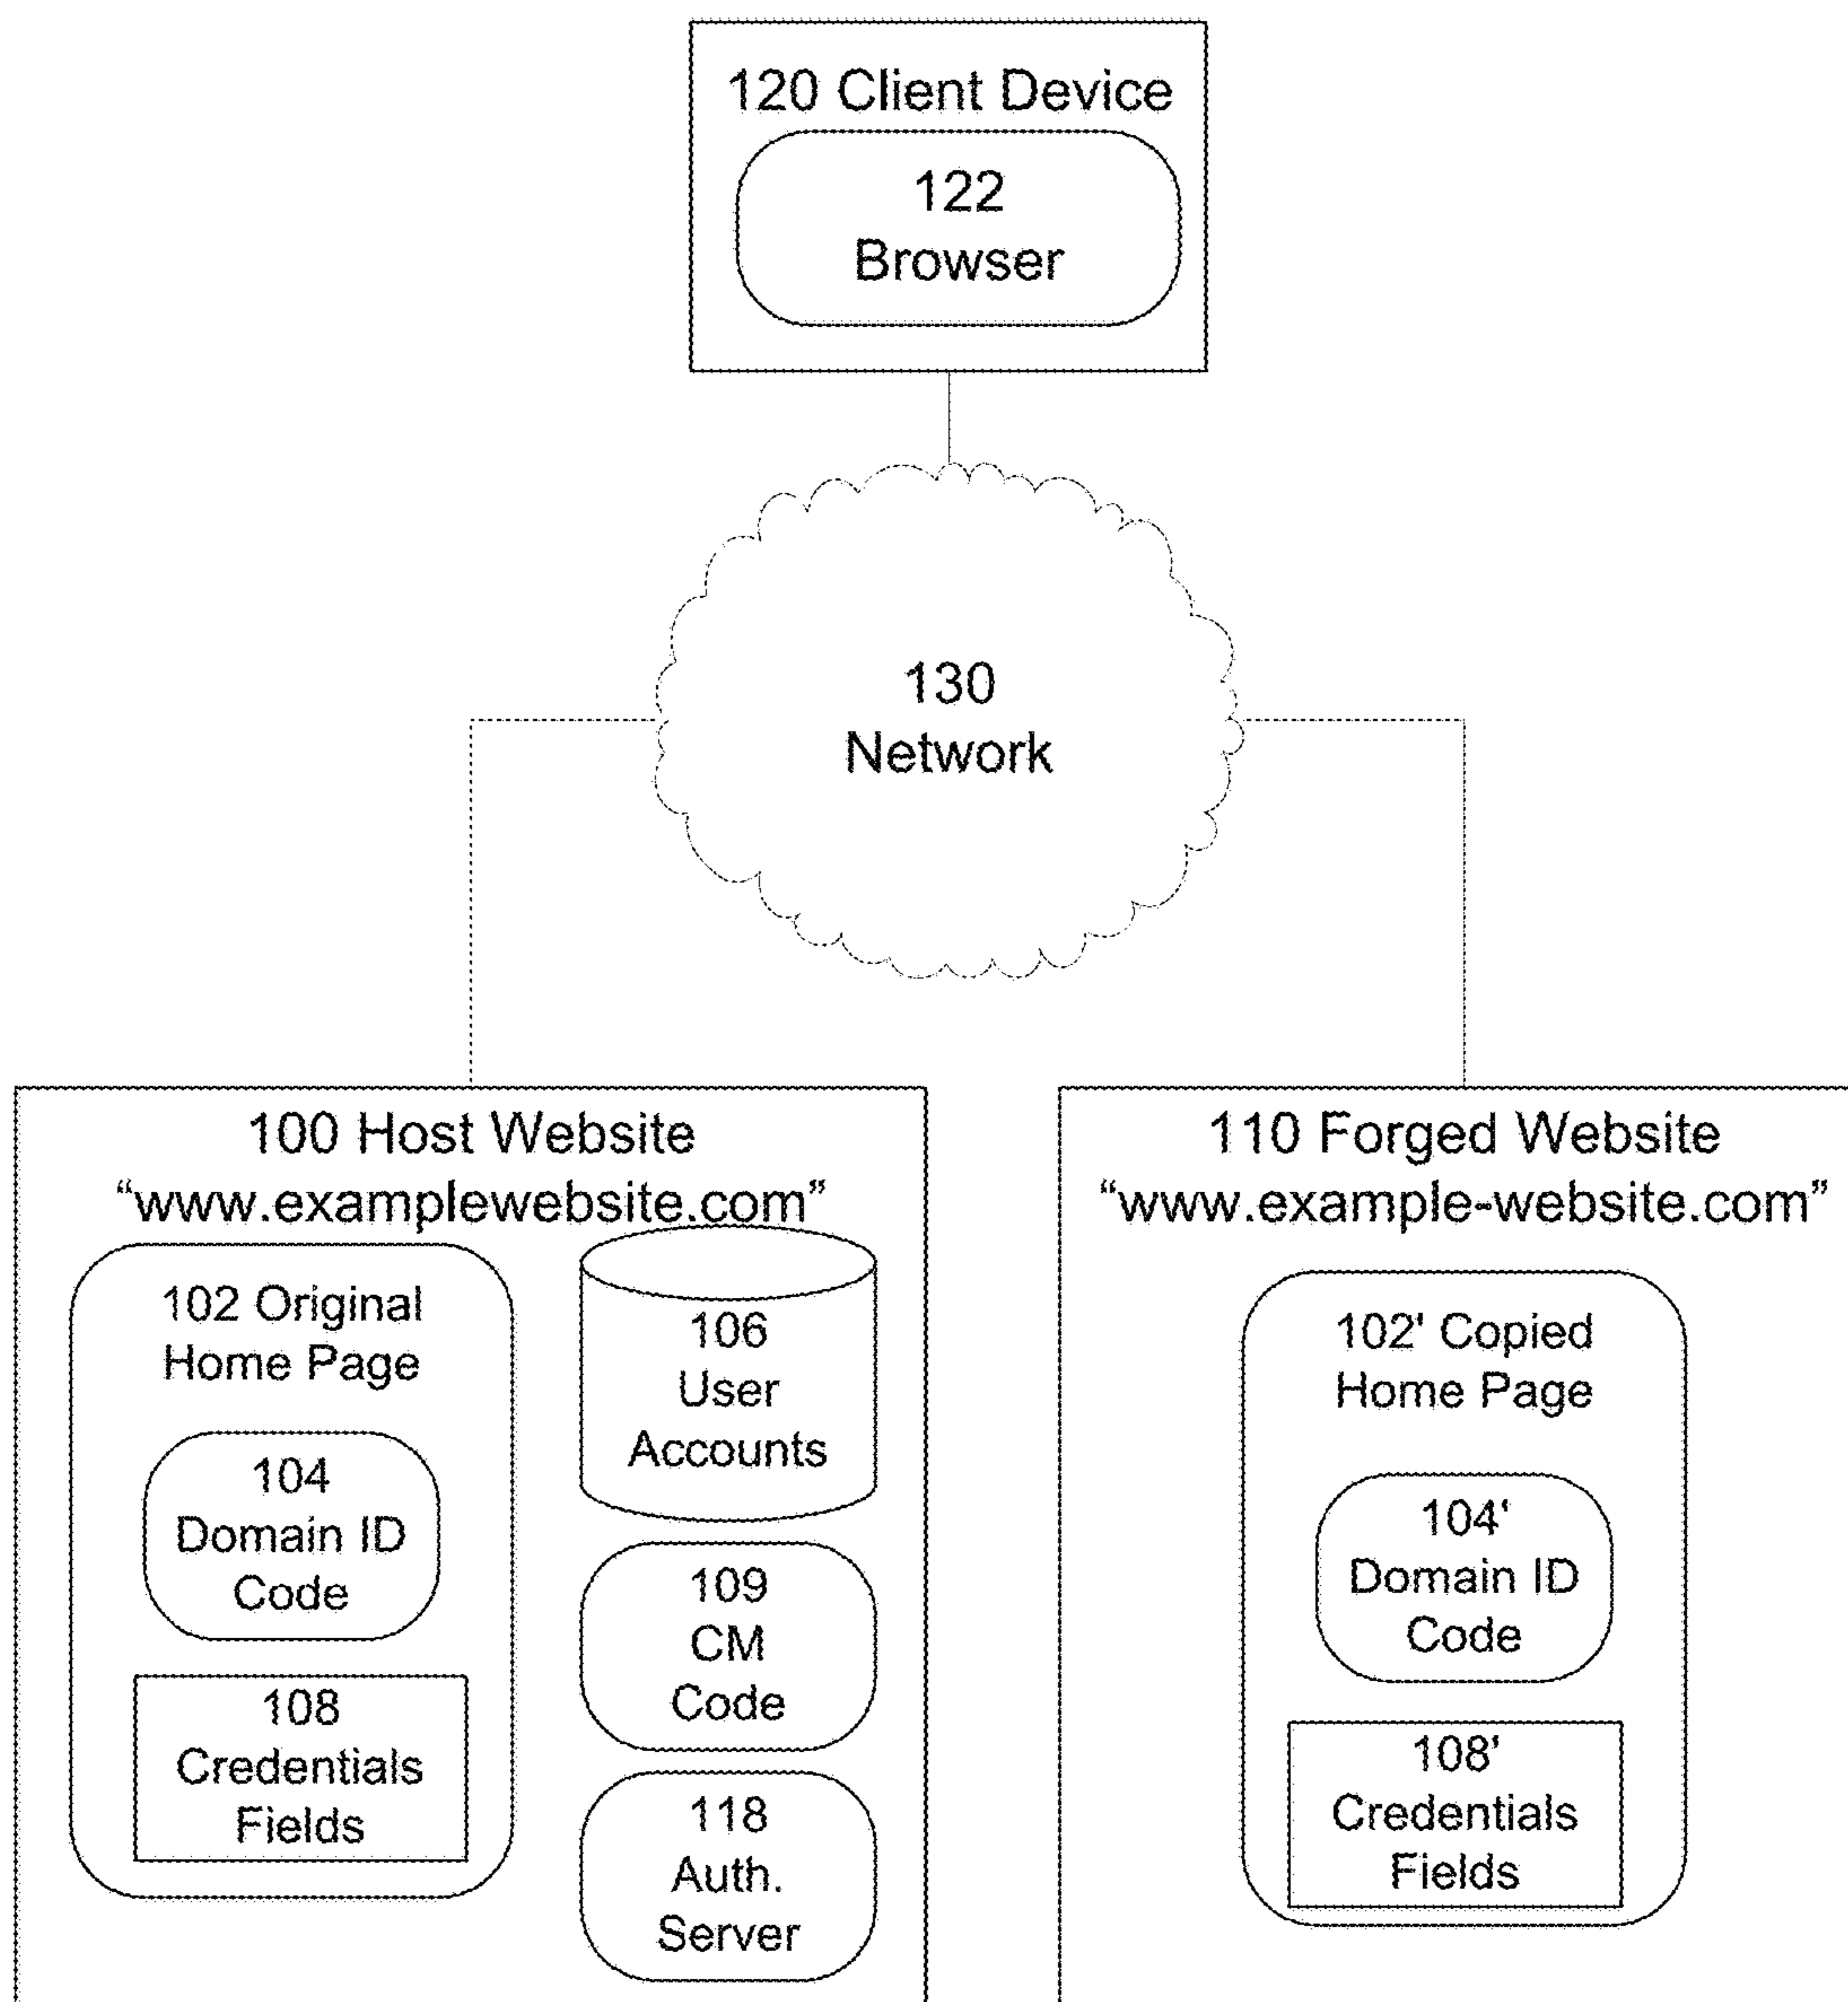 120 Client Device
122
Browser
130
Network
100 Host Website
“www.examplewebsite.com”
102 Original
Home Page
104
Domain ID
Code
108
Credentials
Fields
106
User
Accounts
109
CM
Code
118
Auth.
Server
110 Forged Website
“www.example-website.com”
102' Copied
Home Page
104'
Domain ID
Code
108’
Credentials
Fields